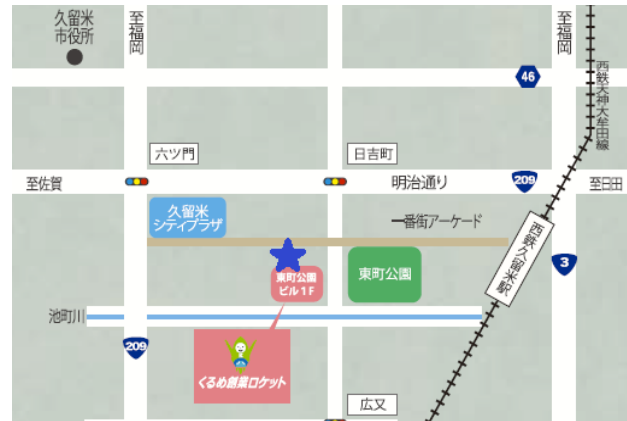 久留米
市役所
至福岡
至福岡
46
西鉄天神大牟田線
六ツ門
日吉町
至佐賀
明治通り
209
至日田
久留米
シティプラザ
一番街アーケード
西鉄久留米駅
3
東町公園
ビル1F
東町公園
池町川
209
くるめ創業ロケット
広又